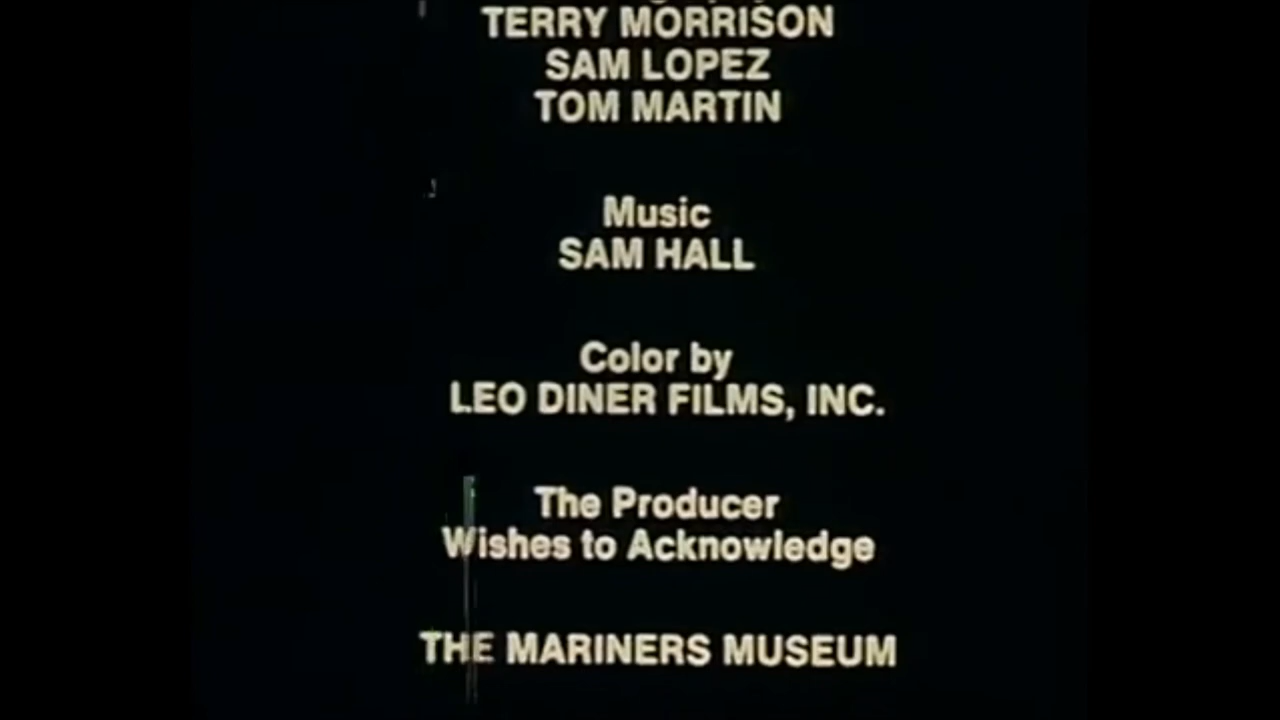 TERRY MORRISON
SAM LOPEZ
TOM MARTIN
Music
SAM HALL
Color by
LEO DINER FILMS, INC.
The Producer
Wishes to Acknowledge
THE MARINERS MUSEUM